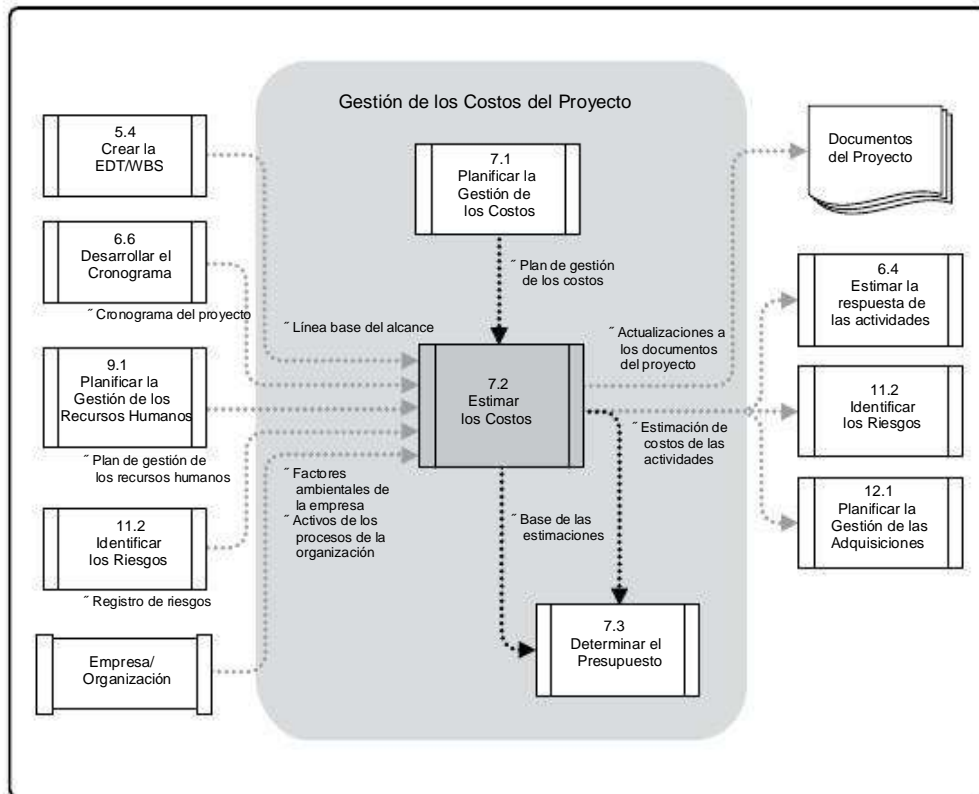 Gestión de los Costos del Proyecto
5.4
Crear la
EDT/WBS
6.6
Desarrollar el
Cronograma
˝ Cronograma del proyecto
9.1
Planificar la
Gestión de los
Recursos Humanos
˝ Plan de gestión de
los recursos humanos
11.2
Identificar
los Riesgos
˝ Registro de riesgos
Empresa/
Organización
7.1
Planificar la
Gestión de
los Costos
˝ Plan de gestión
de los costos
˝ Línea base del alcance
7.2
Estimar
los Costos
˝ Factores
ambientales de
la empresa
˝ Activos de los
procesos de la
organización
˝ Base de las
estimaciones
˝ Actualizaciones a
los documentos
del proyecto
˝ Estimación de
costos de las
actividades
7.3
Determinar el
Presupuesto
Documentos
del Proyecto
6.4
Estimar la
respuesta de
las actividades
11.2
Identificar
los Riesgos
12.1
Planificar la
Gestión de las
Adquisiciones